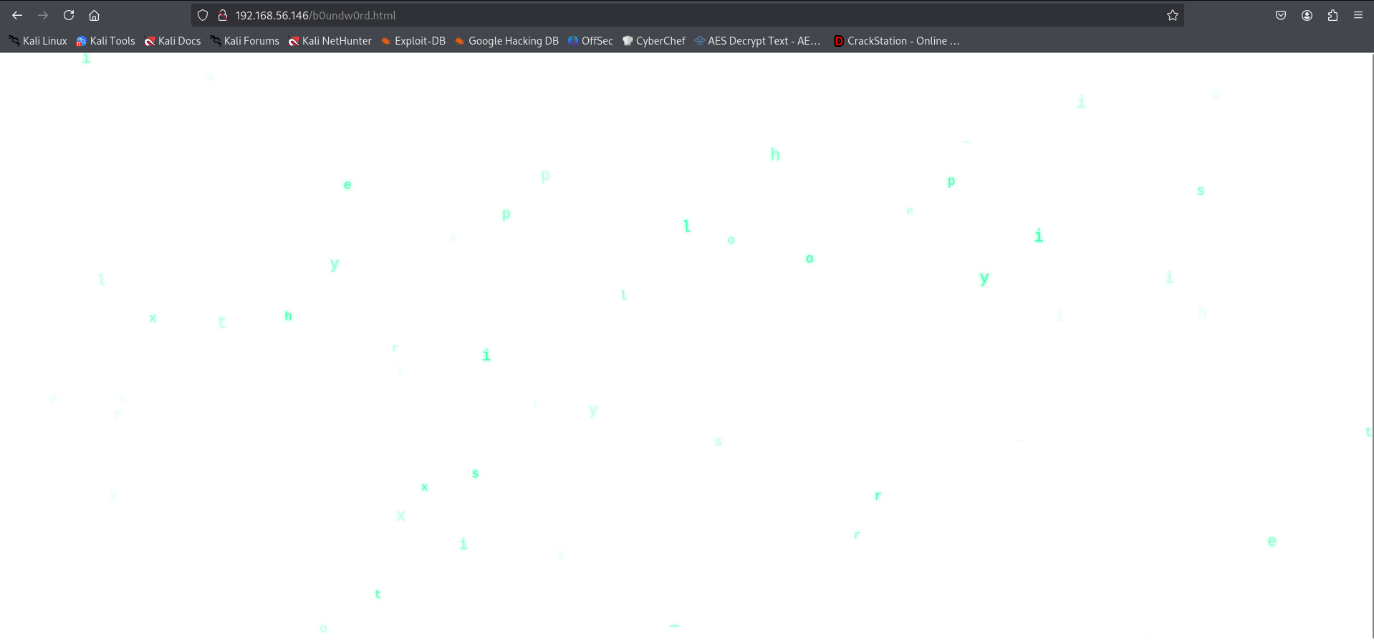 192.168.56.146/b0undw0rd.html
Kali Linux Kali Tools Kali Docs Kali Forums Kali NetHunter Exploit-DB Google Hacking DB OffSec CyberChef AES Decrypt Text - AE... CrackStation - Online ...
l
i
h
p
e
p
s
p
l
i
o
o
y
y
l
i
l
x
t
h
r
i
y
s
t
s
x
r
x
r
i
e
t
o
_